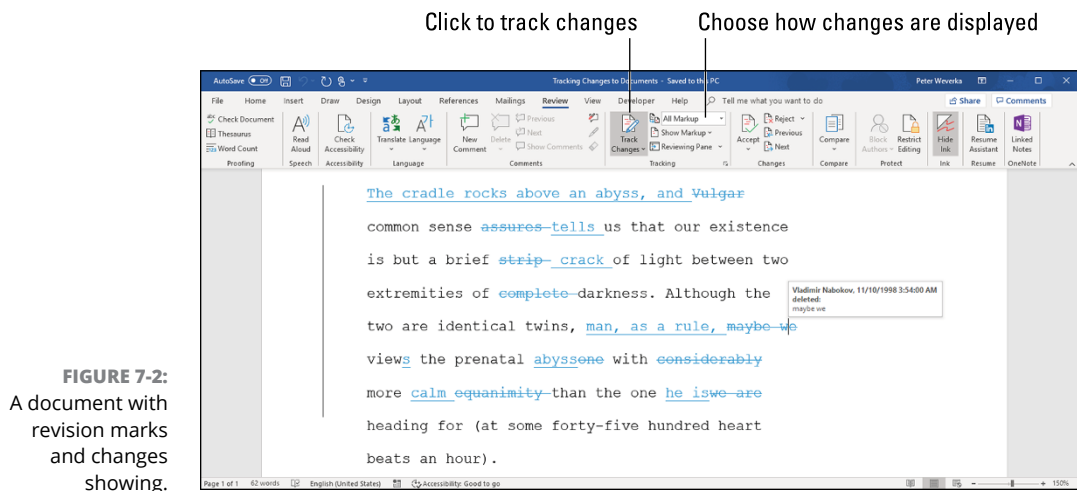 Click to track changes
Choose how changes are displayed
AutoSave Off
Tracking Changes to Documents - Saved to this PC
Peter Weverka
File Home Insert Draw Design Layout References Mailings Review View Developer Help Tell me what you want to do Share Comments
Check Document
Thesaurus
Word Count
Proofing
Read Aloud
Speech
Check Accessibility
Accessibility
Translate Language
Language
New Comment
Delete
Previous
Next
Show Comments
Comments
Track Changes
All Markup
Show Markup
Reviewing Pane
Tracking
Accept
Reject
Previous
Next
Changes
Compare
Compare
Block Authors
Restrict Editing
Protect
Hide Ink
Ink
Resume Assistant
Resume
Linked Notes
OneNote
The cradle rocks above an abyss, and Vulgar
common sense assures tells us that our existence
is but a brief strip crack of light between two
extremities of complete darkness. Although the
two are identical twins, man, as a rule, maybe we
views the prenatal abyssone with considerably
more calm equanimity than the one he iswe are
heading for (at some forty-five hundred heart
beats an hour).
Vladimir Nabokov, 11/10/1998 3:54:00 AM
deleted:
maybe we
Page 1 of 1 62 words English (United States) Accessibility: Good to go 150%
FIGURE 7-2:
A document with
revision marks
and changes
showing.